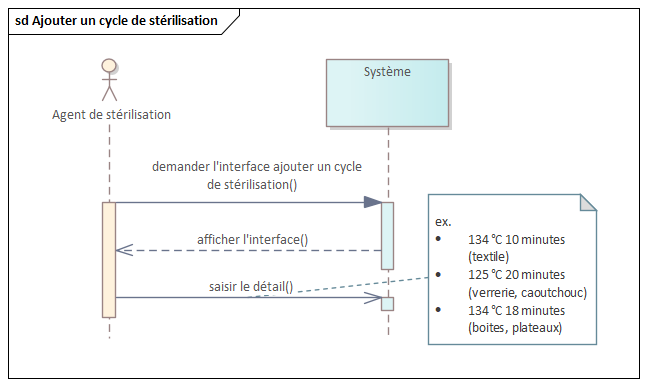 sd Ajouter un cycle de stérilisation
Système
Agent de stérilisation
demander l'interface ajouter un cycle
de stérilisation()
ex.
afficher l'interface()
• 134 °C 10 minutes
(textile)
• 125 °C 20 minutes
(verrerie, caoutchouc)
saisir le détail()
• 134 °C 18 minutes
(boites, plateaux)